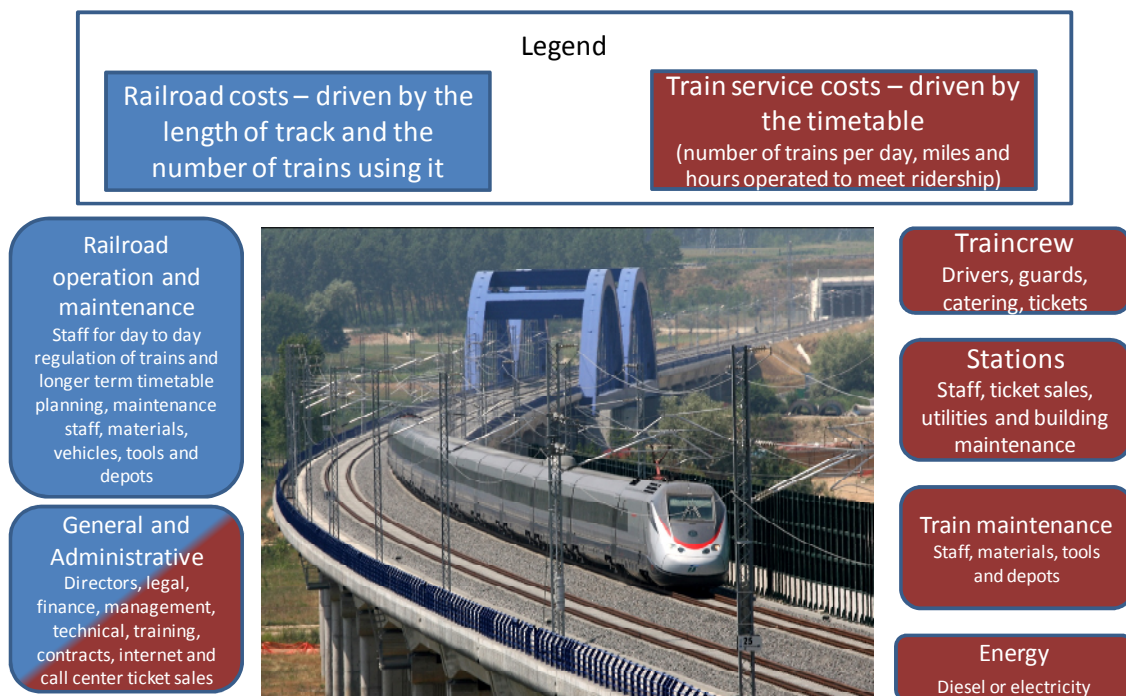 Legend
Railroad costs – driven by the
length of track and the
number of trains using it
Train service costs – driven by
the timetable
(number of trains per day, miles and
hours operated to meet ridership)
Railroad
operation and
maintenance
Staff for day to day
regulation of trains and
longer term timetable
planning, maintenance
staff, materials,
vehicles, tools and
depots
General and
Administrative
Directors, legal,
finance, management,
technical, training,
contracts, internet and
call center ticket sales
25
Traincrew
Drivers, guards,
catering, tickets
Stations
Staff, ticket sales,
utilities and building
maintenance
Train maintenance
Staff, materials, tools
and depots
Energy
Diesel or electricity